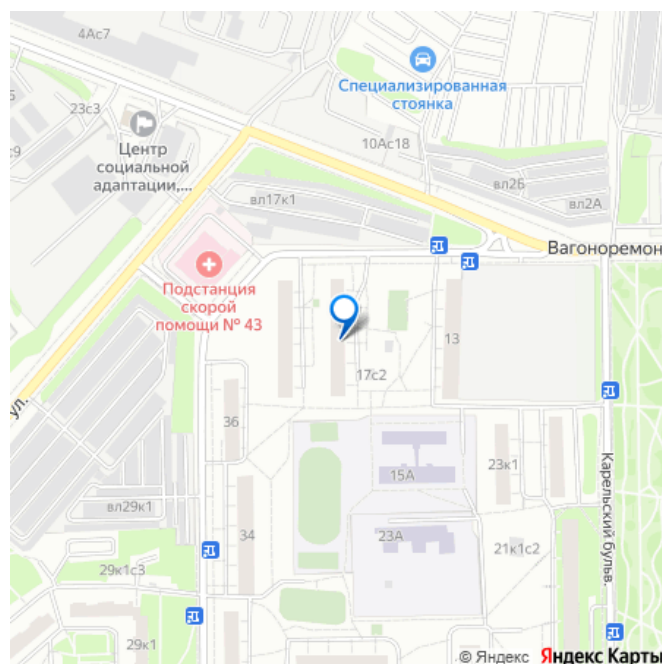 4Ас7
Специализированная
стоянка
23с3
10Ас18
Центр
социальной
адаптации,...
с9
вл2Б
вл2А
вл17к1
Вагоноремон
Подстанция
скорой
помощи № 43
13
17с2
36
ул.
23к1
15А
Карельский бульв.
вл29к1
34
23А
21к1с2
29к1с3
29к1
© Яндекс Яндекс Карты